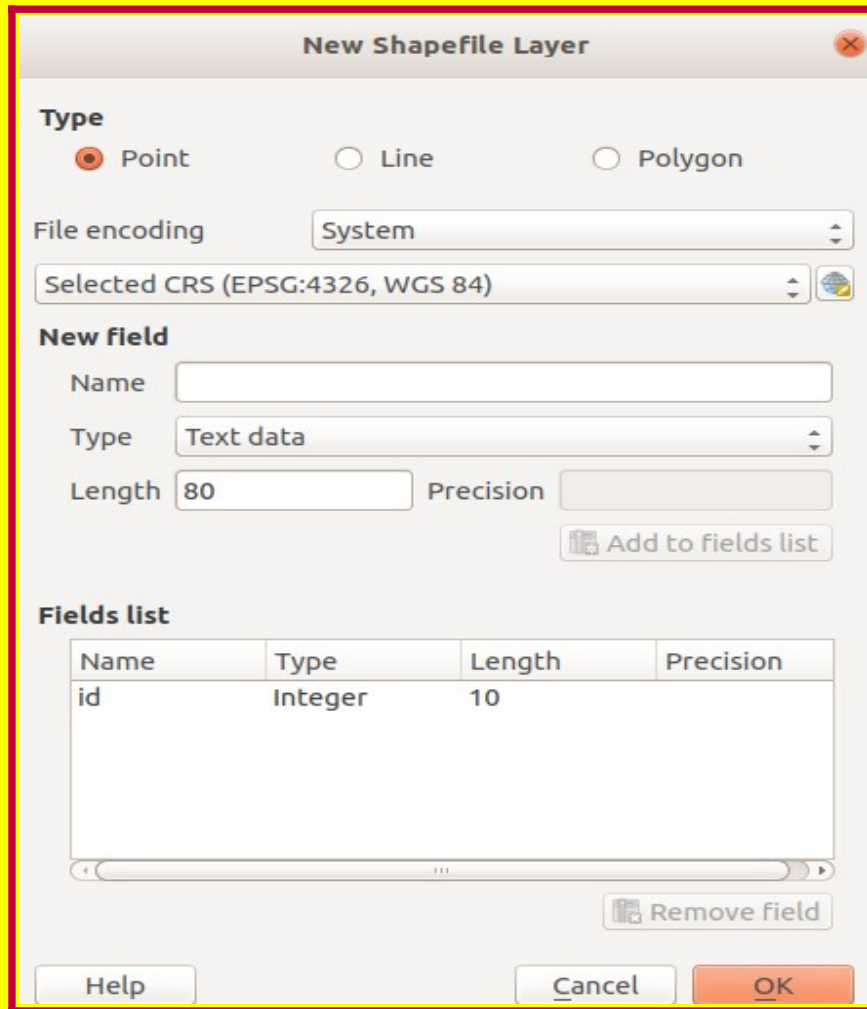 New Shapefile Layer
Type
Point Line Polygon
File encoding System
Selected CRS (EPSG:4326, WGS 84)
New field
Name
Type Text data
Length 80 Precision
Add to fields list
Fields list
Name Type Length Precision
id Integer 10
Remove field
Help Cancel OK